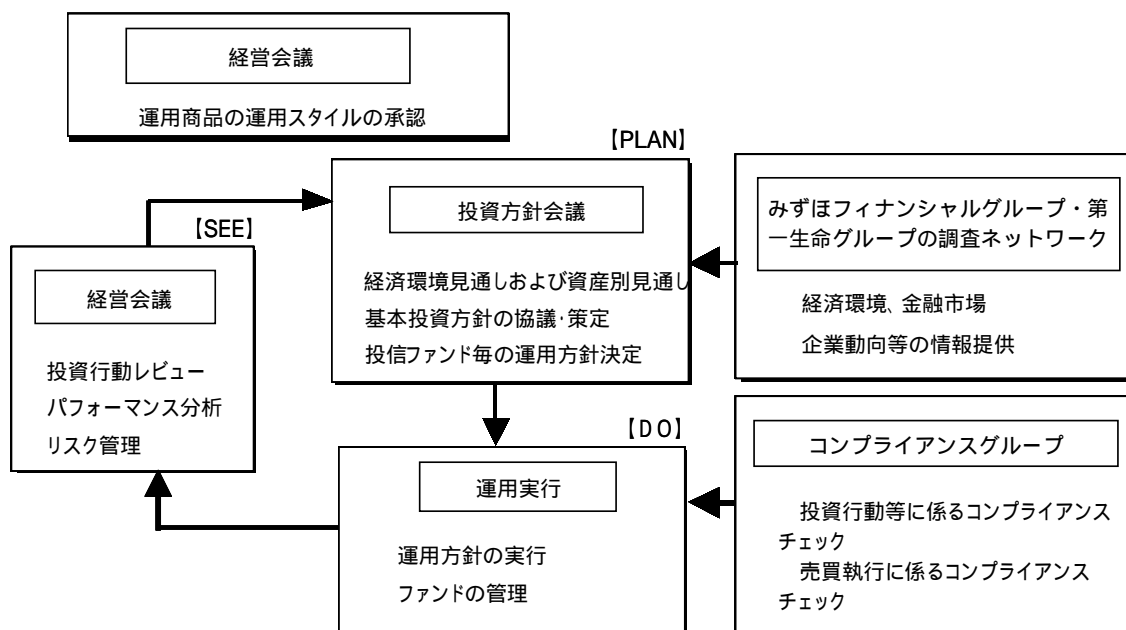 経営会議
運用商品の運用スタイルの承認
【PLAN】
投資方針会議
経済環境見通しおよび資産別見通し
基本投資方針の協議・策定
投信ファンド毎の運用方針決定
みずほフィナンシャルグループ・第
一生命グループの調査ネットワーク
経済環境、金融市場
企業動向等の情報提供
【SEE】
経営会議
投資行動レビュー
パフォーマンス分析
リスク管理
【DO】
運用実行
運用方針の実行
ファンドの管理
コンプライアンスグループ
投資行動等に係るコンプライアンス
チェック
売買執行に係るコンプライアンス
チェック